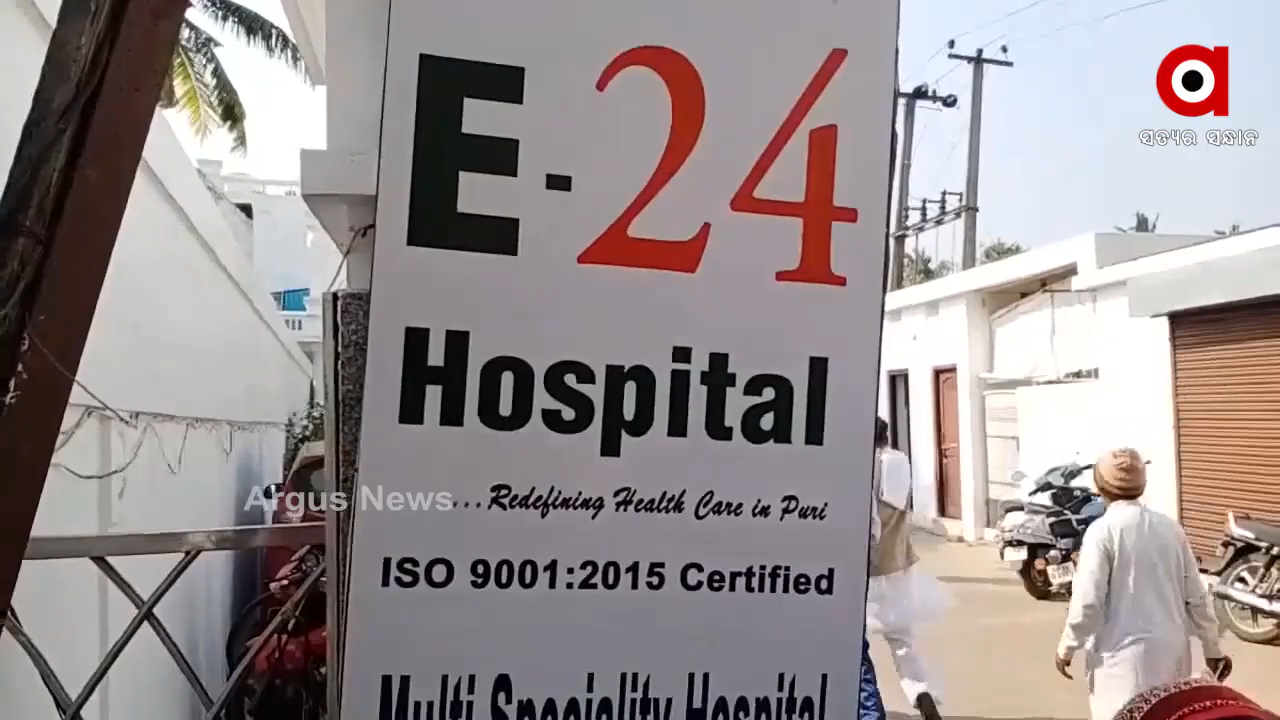 E-24
Hospital
...Redefining Health Care in Puri
ISO 9001:2015 Certified
Multi Speciality Hospital
ସତ୍ୟର ସନ୍ଧାନ
Argus News